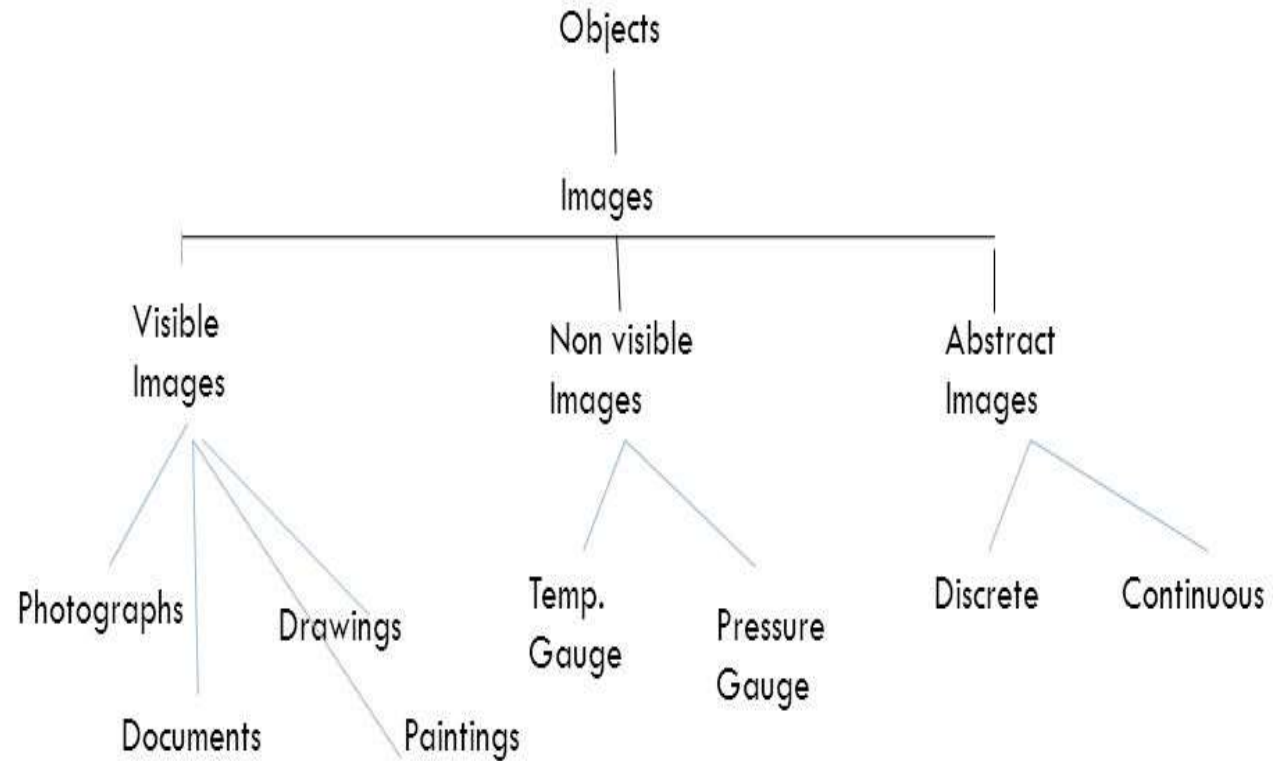 Objects
Images
Visible
Images
Non visible
Images
Abstract
Images
Photographs
Documents
Drawings
Paintings
Temp.
Gauge
Pressure
Gauge
Discrete
Continuous